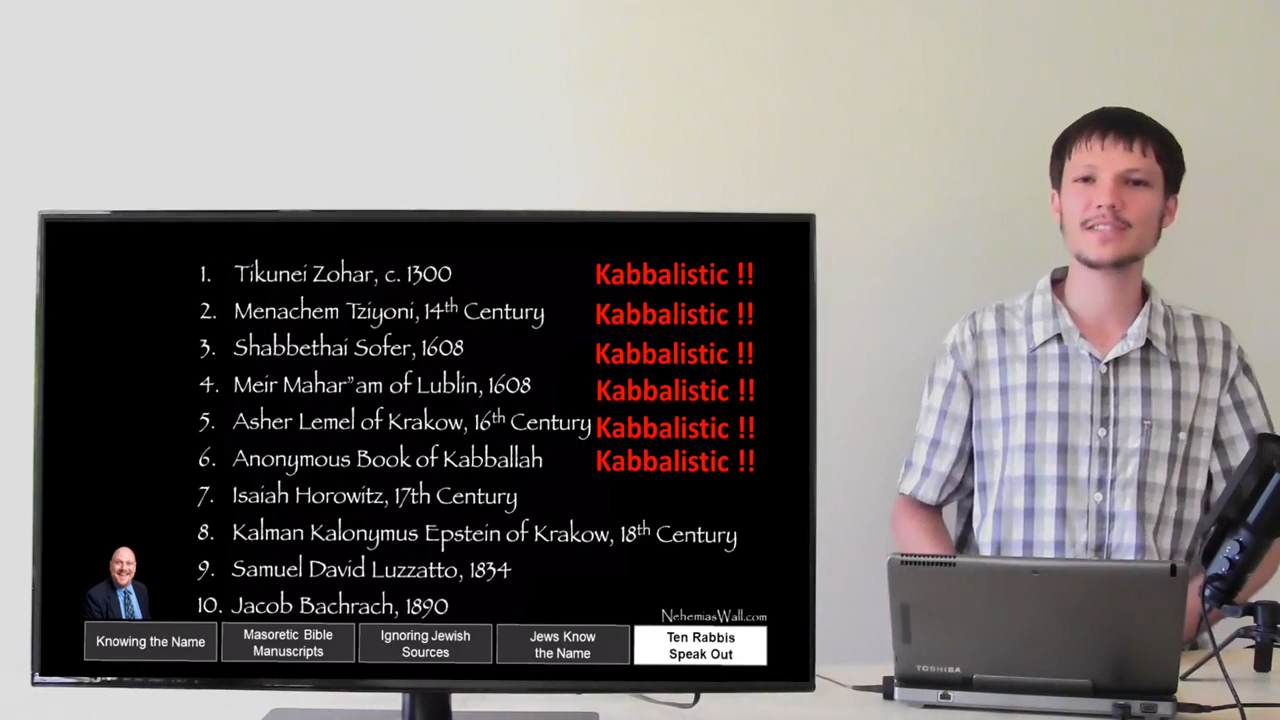 1. Tikunei Zohar, c. 1300 Kabbalistic !!
2. Menachem Tziyoni, 14th Century Kabbalistic !!
3. Shabbethai Sofer, 1608 Kabbalistic !!
4. Meir Mahar"am of Lublin, 1608 Kabbalistic !!
5. Asher Lemel of Krakow, 16th Century Kabbalistic !!
6. Anonymous Book of Kabballah Kabbalistic !!
7. Isaiah Horowitz, 17th Century
8. Kalman Kalonymus Epstein of Krakow, 18th Century
9. Samuel David Luzzatto, 1834
10. Jacob Bachrach, 1890
NehemiasWall.com
Knowing the Name
Masoretic Bible
Manuscripts
Ignoring Jewish
Sources
Jews Know
the Name
Ten Rabbis
Speak Out
TOSHIBA